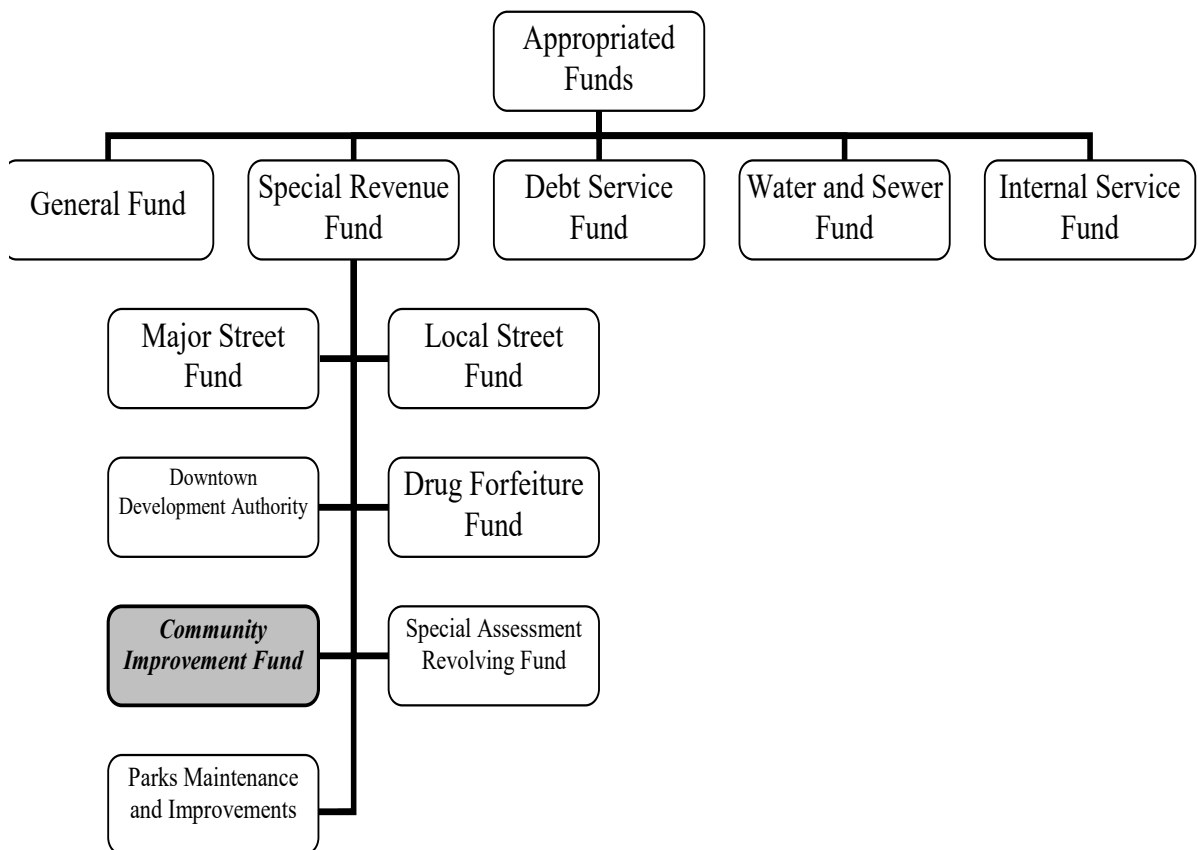 Appropriated
Funds
General Fund
Special Revenue
Fund
Debt Service
Fund
Water and Sewer
Fund
Internal Service
Fund
Major Street
Fund
Local Street
Fund
Downtown
Development Authority
Drug Forfeiture
Fund
Community
Improvement Fund
Special Assessment
Revolving Fund
Parks Maintenance
and Improvements